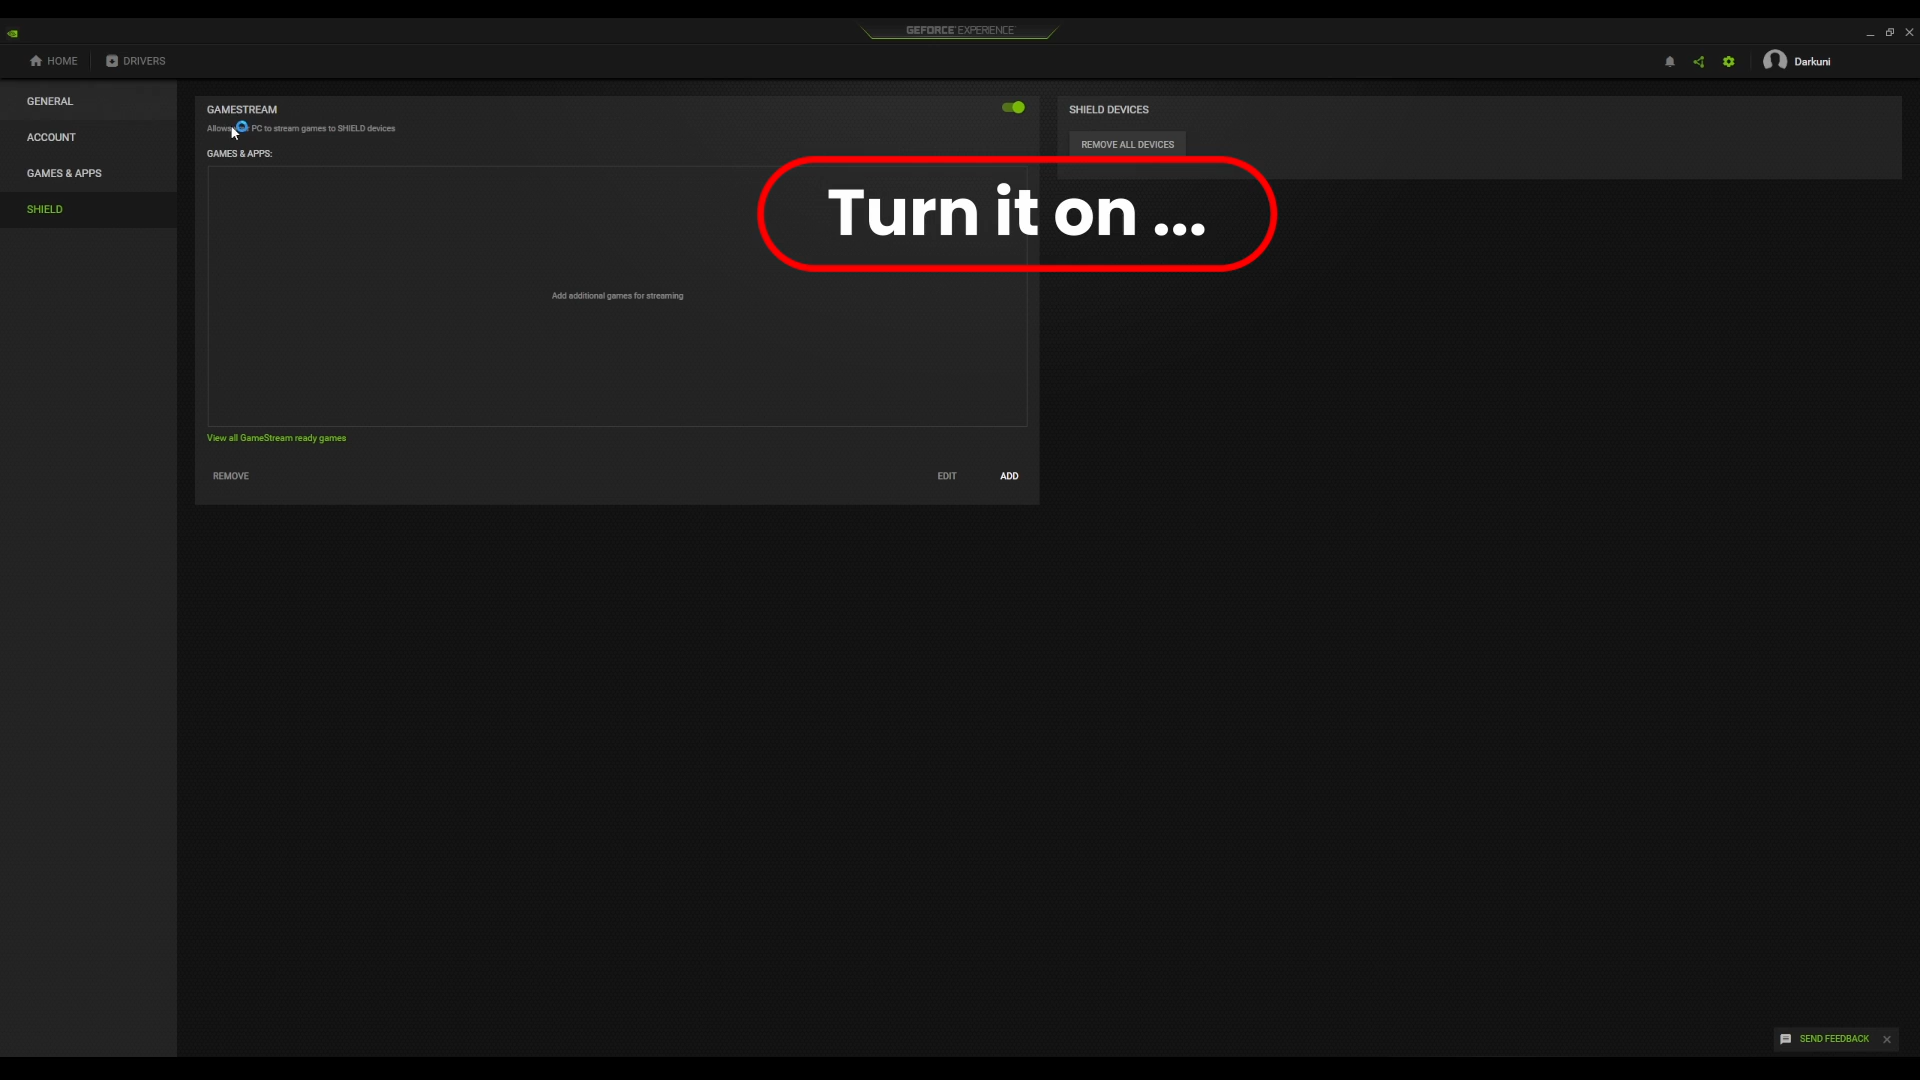 GEFORCE EXPERIENCE
HOME
DRIVERS
Darkuni
GENERAL
ACCOUNT
GAMES & APPS
SHIELD
GAMESTREAM
Allows PC to stream games to SHIELD devices
GAMES & APPS:
Add additional games for streaming
View all GameStream ready games
REMOVE
EDIT
ADD
SHIELD DEVICES
REMOVE ALL DEVICES
Turn it on ...
SEND FEEDBACK